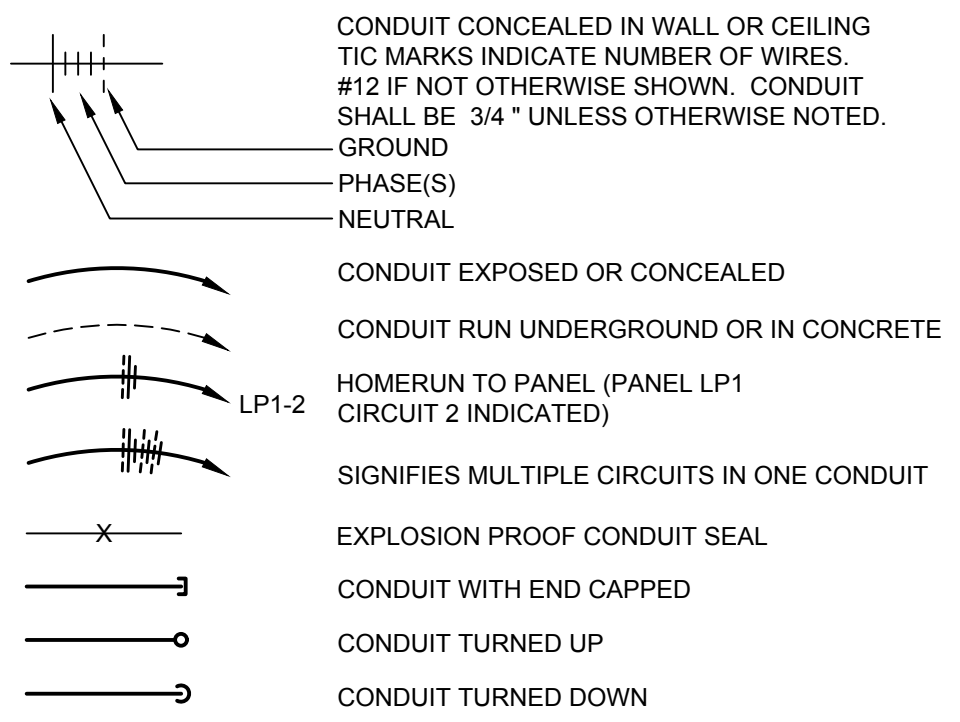 CONDUIT CONCEALED IN WALL OR CEILING
TIC MARKS INDICATE NUMBER OF WIRES.
#12 IF NOT OTHERWISE SHOWN. CONDUIT
SHALL BE 3/4 " UNLESS OTHERWISE NOTED.
GROUND
PHASE(S)
NEUTRAL
CONDUIT EXPOSED OR CONCEALED
CONDUIT RUN UNDERGROUND OR IN CONCRETE
LP1-2
HOMERUN TO PANEL (PANEL LP1
CIRCUIT 2 INDICATED)
SIGNIFIES MULTIPLE CIRCUITS IN ONE CONDUIT
X
EXPLOSION PROOF CONDUIT SEAL
CONDUIT WITH END CAPPED
CONDUIT TURNED UP
CONDUIT TURNED DOWN